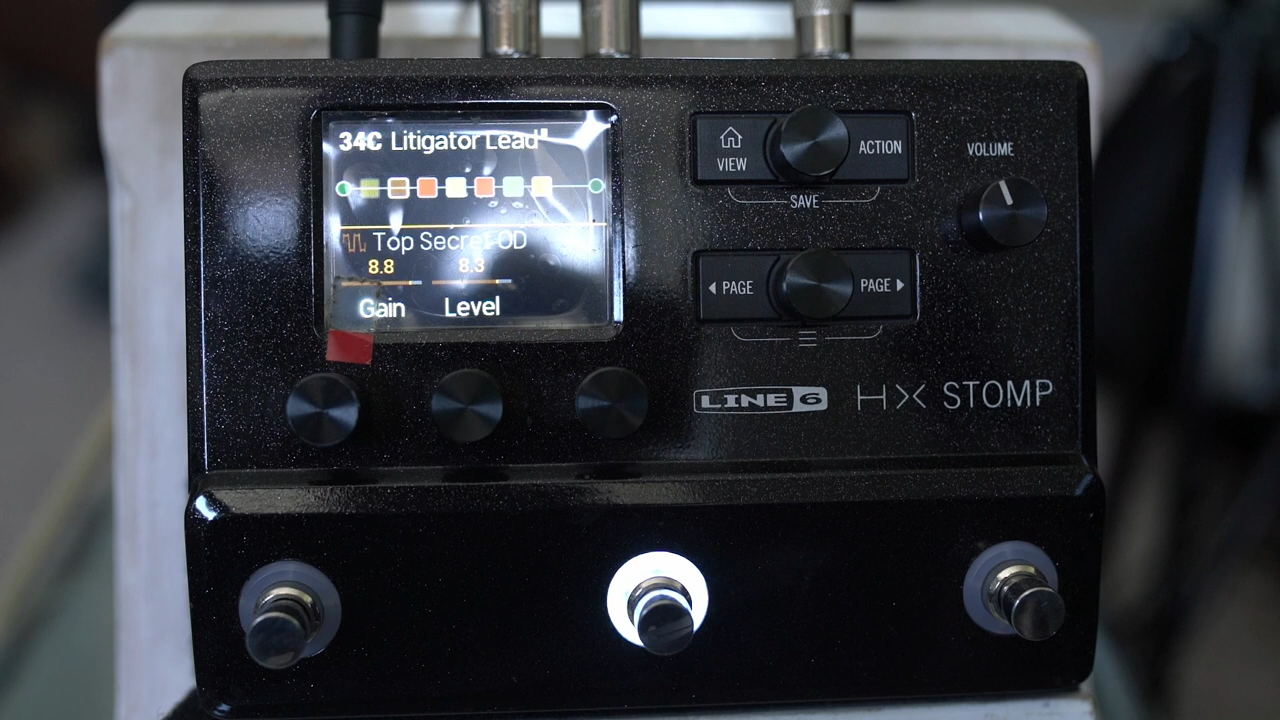 34C Litigator Lead"
Top Secret OD
8.8 8.3
Gain Level
VIEW
ACTION
SAVE
VOLUME
PAGE
PAGE
LINE 6
HX STOMP